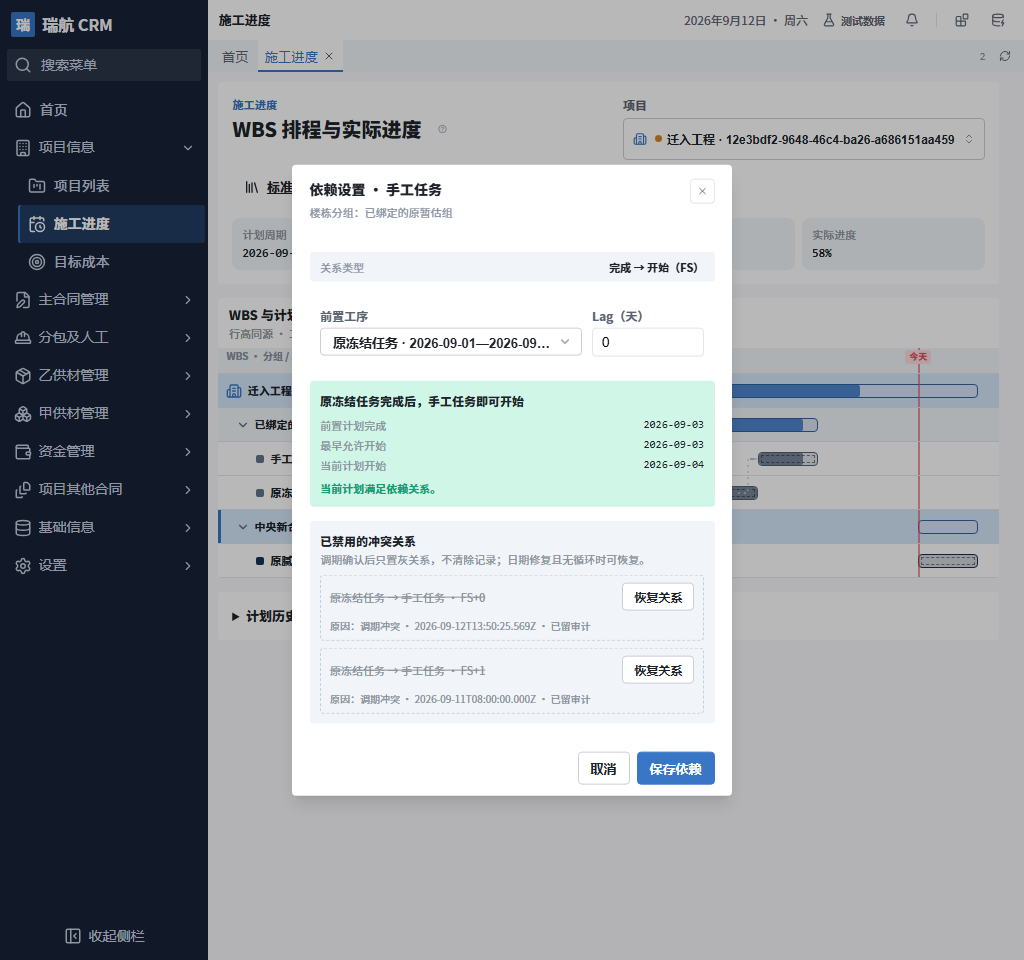 瑞 瑞航 CRM
搜索菜单
首页
项目信息
项目列表
施工进度
目标成本
主合同管理
分包及人工
乙供材管理
甲供材管理
资金管理
项目其他合同
基础信息
设置
收起侧栏
施工进度
2026年9月12日 • 周六
测试数据
首页
施工进度
2
施工进度
WBS 排程与实际进度
项目
迁入工程 · 12e3bdf2-9648-46c4-ba26-a686151aa459
标准
计划周期
2026-09-
实际进度
58%
WBS 与计划
行高同源 •
WBS • 分组 /
今天
迁入工程
已绑定的
手工
原冻
中央新台
原腻
计划历史
依赖设置 • 手工任务
楼栋分组：已绑定的原暂估组
关系类型
完成 → 开始（FS）
前置工序
Lag（天）
原冻结任务 · 2026-09-01—2026-09...
0
原冻结任务完成后，手工任务即可开始
前置计划完成
2026-09-03
最早允许开始
2026-09-03
当前计划开始
2026-09-04
当前计划满足依赖关系。
已禁用的冲突关系
调期确认后只置灰关系，不清除记录；日期修复且无循环时可恢复。
原冻结任务 → 手工任务 • FS+0
恢复关系
原因：调期冲突 • 2026-09-12T13:50:25.569Z • 已留审计
原冻结任务 → 手工任务 • FS+1
恢复关系
原因：调期冲突 • 2026-09-11T08:00:00.000Z • 已留审计
取消
保存依赖